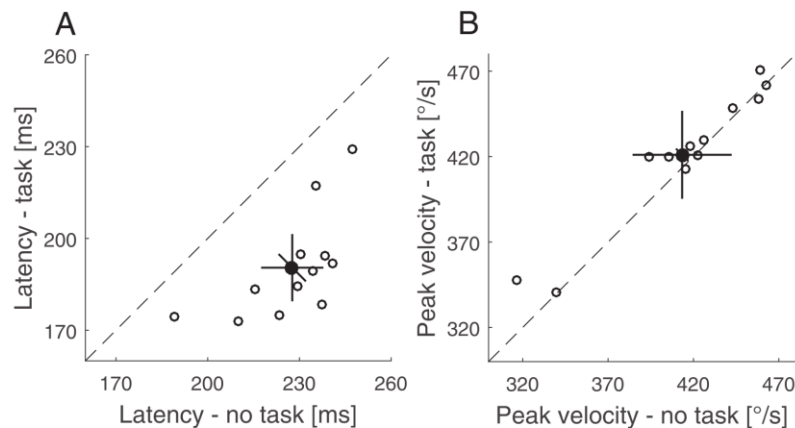 A
260
230
200
170
Latency - task [ms]
170
200
230
260
Latency - no task [ms]
B
470
420
370
320
Peak velocity - task [°/s]
320
370
420
470
Peak velocity - no task [°/s]